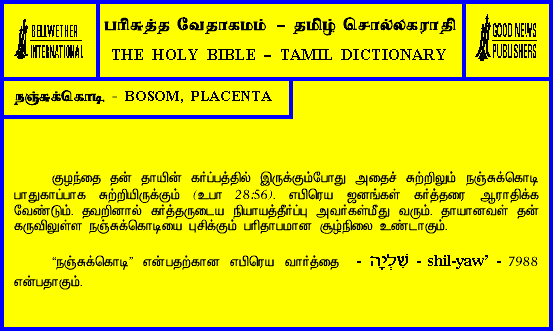 BELLWETHER
INTERNATIONAL
பரிசுத்த வேதாகமம் – தமிழ் சொல்லகராதி
THE HOLY BIBLE – TAMIL DICTIONARY
GOOD NEWS
PUBLISHERS
நஞ்சுக்கொடி - BOSOM, PLACENTA
குழந்தை தன் தாயின் கர்ப்பத்தில் இருக்கும்போது அதைச் சுற்றிலும் நஞ்சுக்கொடி
பாதுகாப்பாக சுற்றியிருக்கும் (உபா 28:56). எபிரெய ஜனங்கள் கர்த்தரை ஆராதிக்க
வேண்டும். தவறினால் கர்த்தருடைய நியாயத்தீர்ப்பு அவர்கள்மீது வரும். தாயானவள் தன்
கருவிலுள்ள நஞ்சுக்கொடியை புசிக்கும் பரிதாபமான சூழ்நிலை உண்டாகும்.
“நஞ்சுக்கொடி” என்பதற்கான எபிரெய வார்த்தை - שִׁלְיָה - shil-yaw’ - 7988
என்பதாகும்.